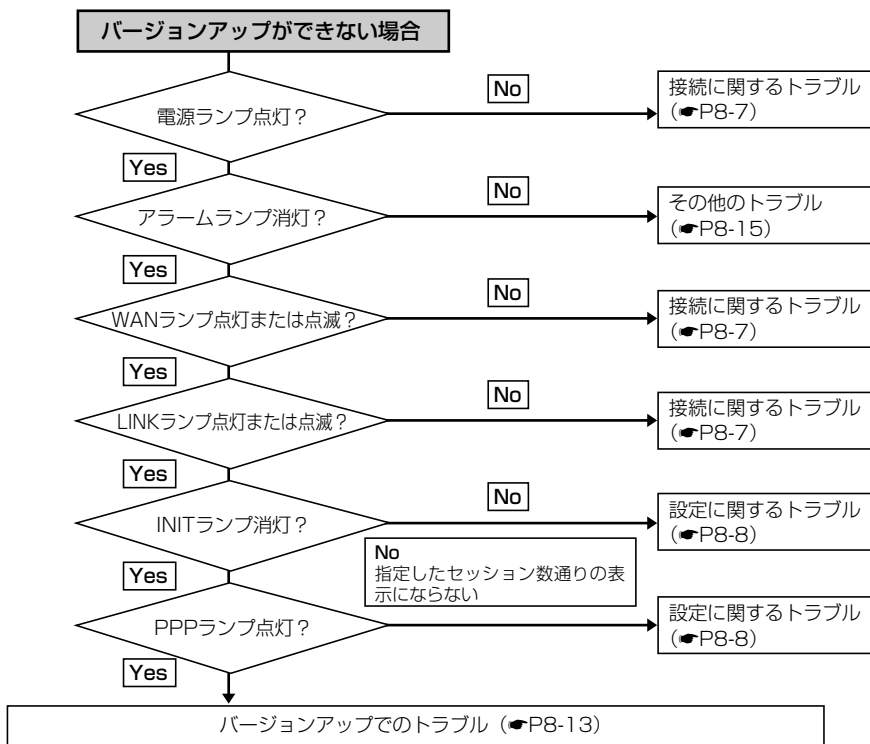 バージョンアップができない場合
電源ランプ点灯？
No
接続に関するトラブル
（☛P8-7）
Yes
アラームランプ消灯？
No
その他のトラブル
（☛P8-15）
Yes
WANランプ点灯または点滅？
No
接続に関するトラブル
（☛P8-7）
Yes
LINKランプ点灯または点滅？
No
接続に関するトラブル
（☛P8-7）
Yes
INITランプ消灯？
No
設定に関するトラブル
（☛P8-8）
Yes
No
指定したセッション数通りの表
示にならない
PPPランプ点灯？
設定に関するトラブル
（☛P8-8）
Yes
バージョンアップでのトラブル（☛P8-13）